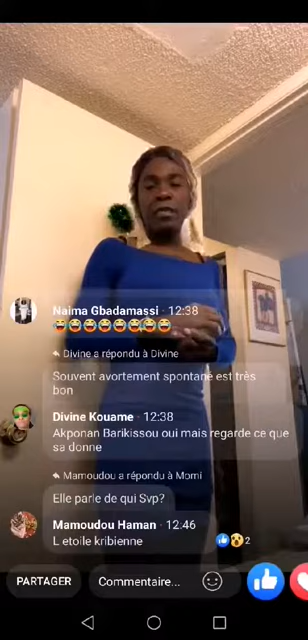 Naima Gbadamassi · 12:38
Divine a répondu à Divine
Souvent avortement spontané est très
bon
Divine Kouame · 12:38
Akponan Barikissou oui mais regarde ce que
sa donne
Mamoudou a répondu à Momi
Elle parle de qui Svp?
Mamoudou Haman · 12:46
L etoile kribienne
2
PARTAGER
Commentaire...